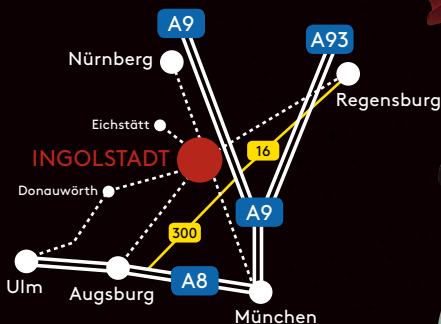 A9
A93
Nürnberg
Regensburg
Eichstätt
16
INGOLSTADT
Donauwörth
A9
300
Ulm
Augsburg
A8
München